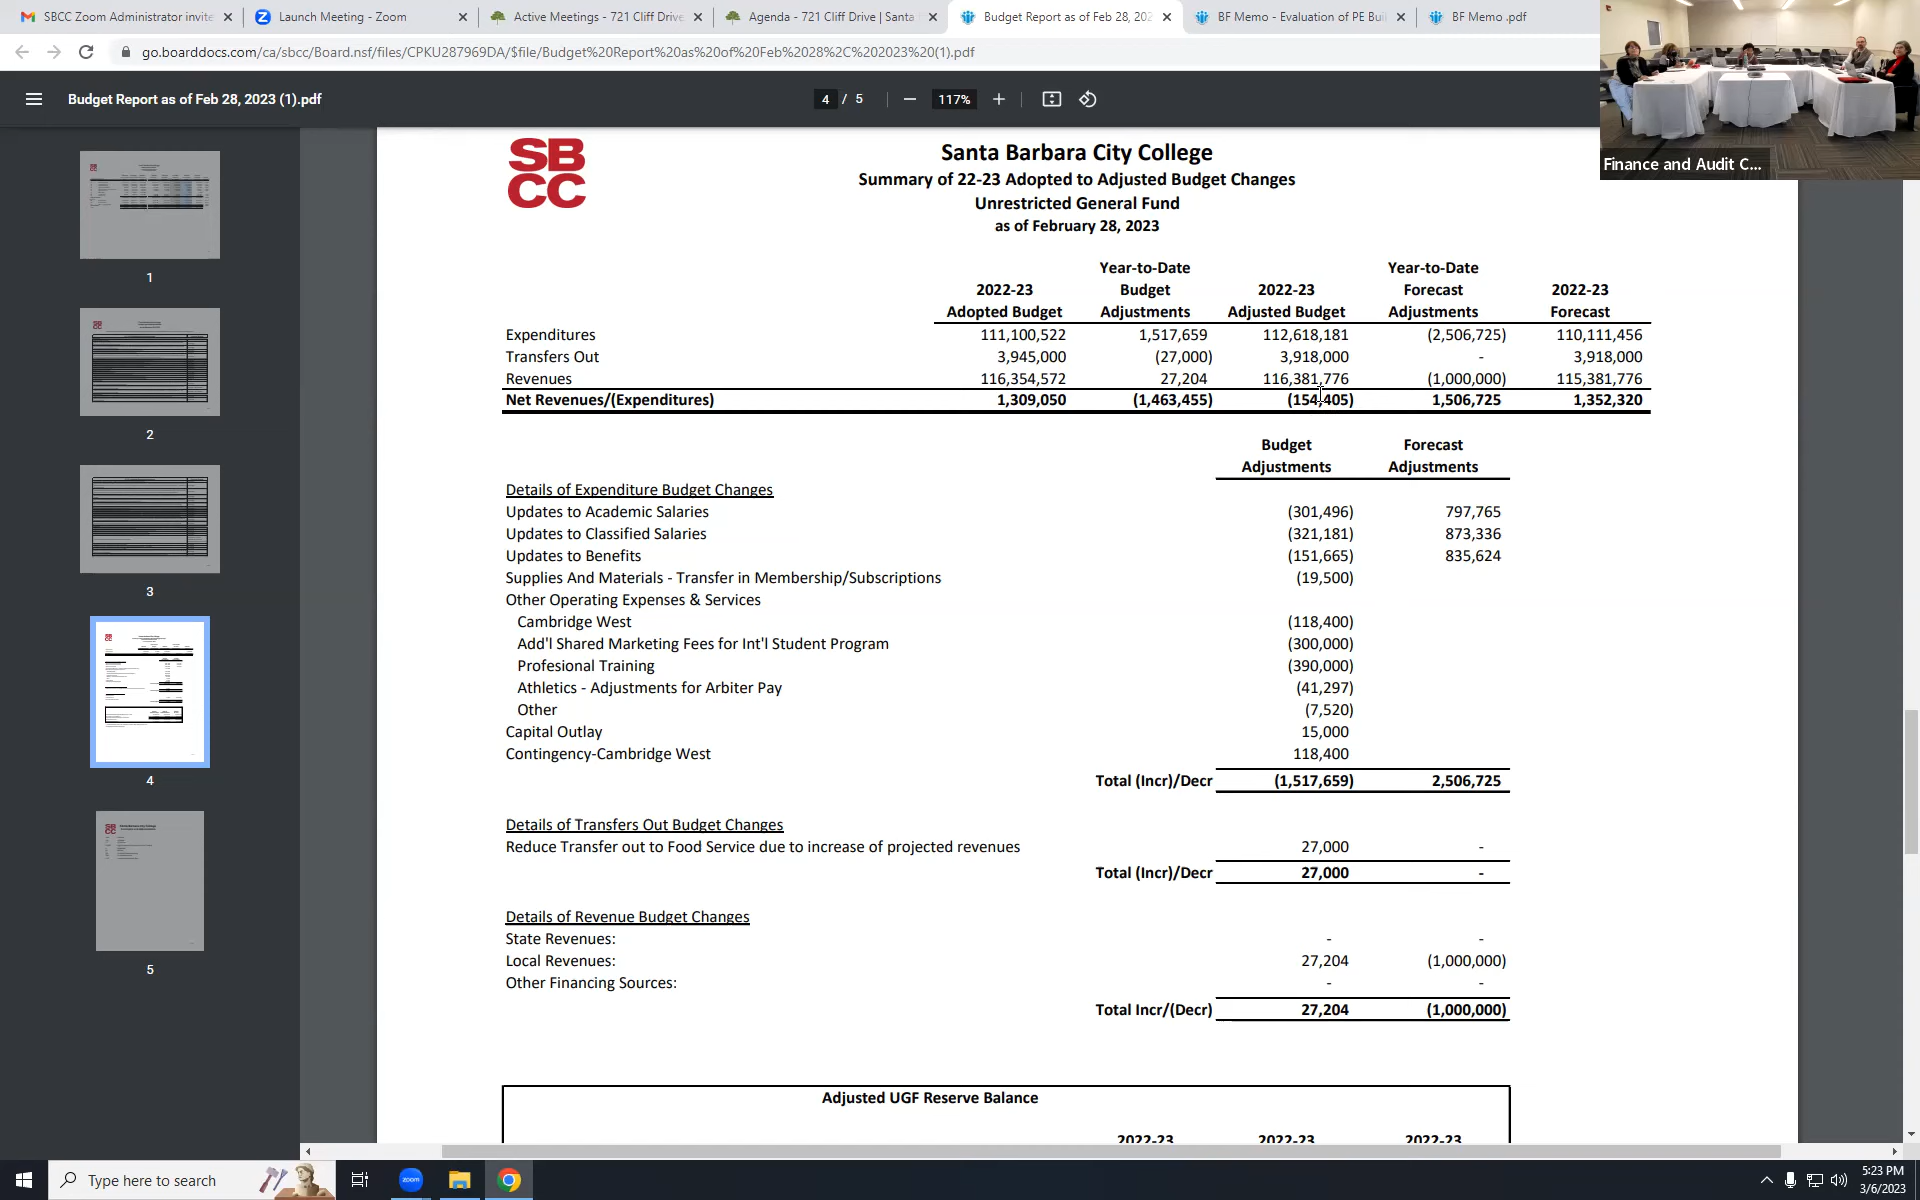 SBCC Zoom Administrator invite
Launch Meeting - Zoom
Active Meetings - 721 Cliff Drive
Agenda - 721 Cliff Drive | Santa
Budget Report as of Feb 28, 202
BF Memo - Evaluation of PE Bui
BF Memo .pdf
go.boarddocs.com/ca/sbcc/Board.nsf/files/CPKU287969DA/$file/Budget%20Report%20as%20of%20Feb%2028%2C%202023%20(1).pdf
Budget Report as of Feb 28, 2023 (1).pdf
4 / 5
117%
Finance and Audit C...
1
2
3
4
5
SB
CC
Santa Barbara City College
Summary of 22-23 Adopted to Adjusted Budget Changes
Unrestricted General Fund
as of February 28, 2023
Year-to-Date Year-to-Date
2022-23 Budget 2022-23 Forecast 2022-23
Adopted Budget Adjustments Adjusted Budget Adjustments Forecast
Expenditures 111,100,522 1,517,659 112,618,181 (2,506,725) 110,111,456
Transfers Out 3,945,000 (27,000) 3,918,000 - 3,918,000
Revenues 116,354,572 27,204 116,381,776 (1,000,000) 115,381,776
Net Revenues/(Expenditures) 1,309,050 (1,463,455) (154,405) 1,506,725 1,352,320
Budget Forecast
Adjustments Adjustments
Details of Expenditure Budget Changes
Updates to Academic Salaries (301,496) 797,765
Updates to Classified Salaries (321,181) 873,336
Updates to Benefits (151,665) 835,624
Supplies And Materials - Transfer in Membership/Subscriptions (19,500)
Other Operating Expenses & Services
Cambridge West (118,400)
Add'l Shared Marketing Fees for Int'l Student Program (300,000)
Profesional Training (390,000)
Athletics - Adjustments for Arbiter Pay (41,297)
Other (7,520)
Capital Outlay 15,000
Contingency-Cambridge West 118,400
Total (Incr)/Decr (1,517,659) 2,506,725
Details of Transfers Out Budget Changes
Reduce Transfer out to Food Service due to increase of projected revenues 27,000 -
Total (Incr)/Decr 27,000 -
Details of Revenue Budget Changes
State Revenues: - -
Local Revenues: 27,204 (1,000,000)
Other Financing Sources: - -
Total Incr/(Decr) 27,204 (1,000,000)
Adjusted UGF Reserve Balance
2022-23 2022-23 2022-23
Type here to search
zoom
5:23 PM
3/6/2023